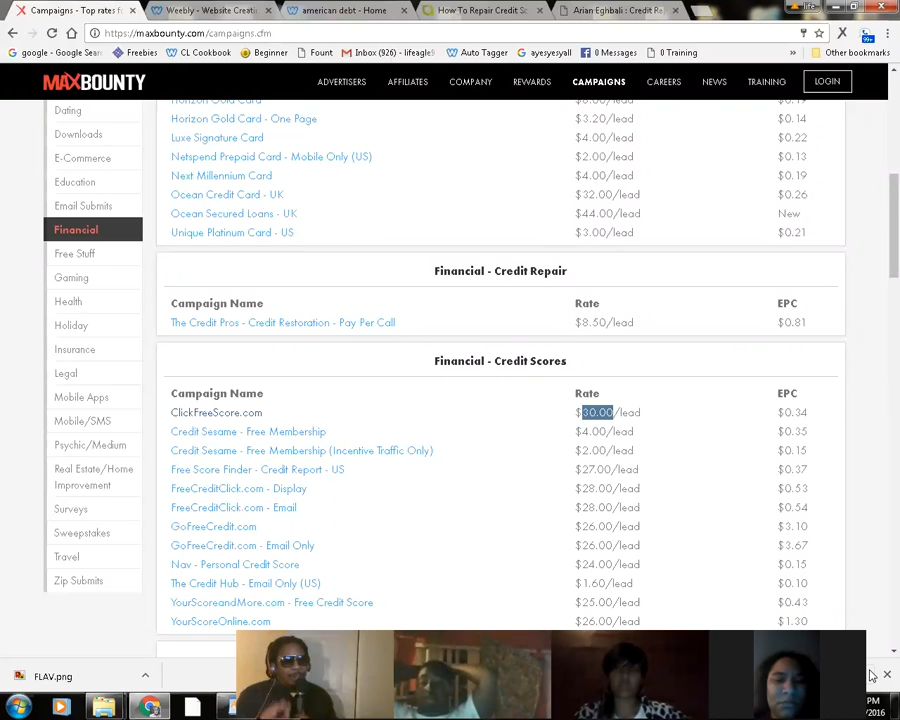 Campaigns - Top rates f
Weebly - Website Creati
american debt - Home
How To Repair Credit Sc
Arian Eghbali : Credit Re
life
https://maxbounty.com/campaigns.cfm
99+
google - Google Sear
Freebies
CL Cookbook
Beginner
Fount
Inbox (926) - lifeagle9
Auto Tagger
ayesyesyall
0 Messages
0 Training
»
Other bookmarks
MAXBOUNTY
ADVERTISERS
AFFILIATES
COMPANY
REWARDS
CAMPAIGNS
CAREERS
NEWS
TRAINING
LOGIN
Dating
Downloads
E-Commerce
Education
Email Submits
Financial
Free Stuff
Gaming
Health
Holiday
Insurance
Legal
Mobile Apps
Mobile/SMS
Psychic/Medium
Real Estate/Home
Improvement
Surveys
Sweepstakes
Travel
Zip Submits
Horizon Gold Card
Horizon Gold Card - One Page $3.20/lead $0.14
Luxe Signature Card $4.00/lead $0.22
Netspend Prepaid Card - Mobile Only (US) $2.00/lead $0.13
Next Millennium Card $4.00/lead $0.19
Ocean Credit Card - UK $32.00/lead $0.26
Ocean Secured Loans - UK $44.00/lead New
Unique Platinum Card - US $3.00/lead $0.21
Financial - Credit Repair
Campaign Name Rate EPC
The Credit Pros - Credit Restoration - Pay Per Call $8.50/lead $0.81
Financial - Credit Scores
Campaign Name Rate EPC
ClickFreeScore.com $30.00/lead $0.34
Credit Sesame - Free Membership $4.00/lead $0.35
Credit Sesame - Free Membership (Incentive Traffic Only) $2.00/lead $0.15
Free Score Finder - Credit Report - US $27.00/lead $0.37
FreeCreditClick.com - Display $28.00/lead $0.53
FreeCreditClick.com - Email $28.00/lead $0.54
GoFreeCredit.com $26.00/lead $3.10
GoFreeCredit.com - Email Only $26.00/lead $3.67
Nav - Personal Credit Score $24.00/lead $0.15
The Credit Hub - Email Only (US) $1.60/lead $0.10
YourScoreandMore.com - Free Credit Score $25.00/lead $0.43
YourScoreOnline.com $26.00/lead $1.30
FLAV.png
PM
/2016